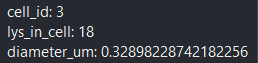 cell_id: 3
lys_in_cell: 18
diameter_um: 0.32898228742182256